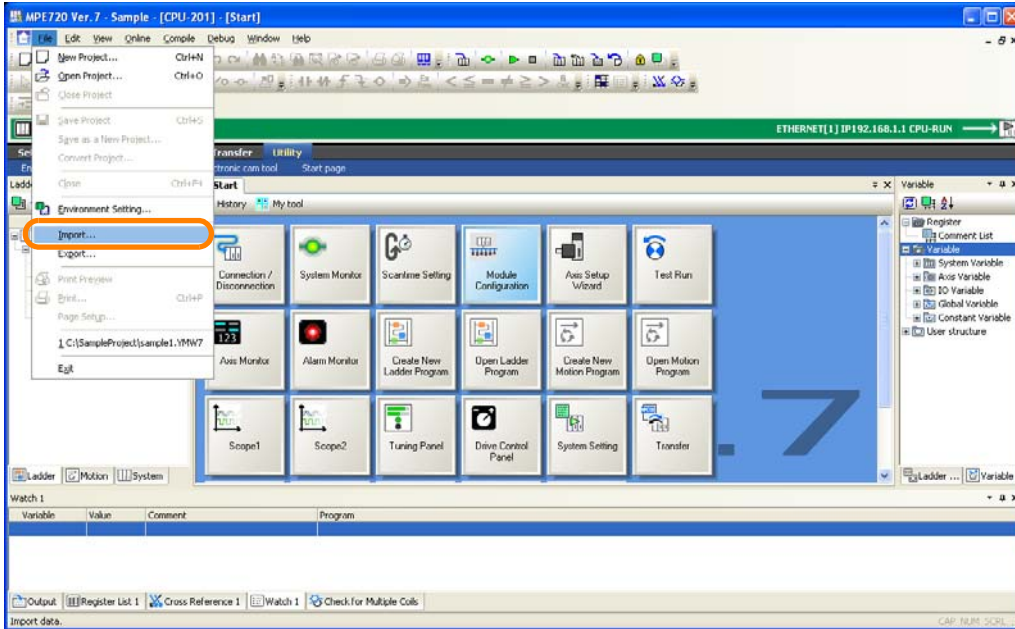 MPE720 Ver. 7 - Sample - [CPU-201] - [Start]
File Edit View Online Compile Debug Window Help
New Project... Ctrl+N
Open Project... Ctrl+O
Close Project
Save Project Ctrl+S
Save as a New Project...
Convert Project...
Close Ctrl+F4
Environment Setting...
Import...
Export...
Print Preview
Print... Ctrl+P
Page Setup...
1 C:\SampleProject\sample1.YMW7
Exit
ETHERNET[1] IP192.168.1.1 CPU-RUN
Transfer Utility
Start page
Start
History My tool
Connection / Disconnection
System Monitor
Scantime Setting
Module Configuration
Axis Setup Wizard
Test Run
Axis Monitor
Alarm Monitor
Create New Ladder Program
Open Ladder Program
Create New Motion Program
Open Motion Program
Scope1
Scope2
Tuning Panel
Drive Control Panel
System Setting
Transfer
.7
Variable
Register
Comment List
Variable
System Variable
Axis Variable
IO Variable
Global Variable
Constant Variable
User structure
Ladder Motion System
Ladder ... Variable
Watch 1
Variable Value Comment Program
Output Register List 1 Cross Reference 1 Watch 1 Check for Multiple Coils
Import data.
CAP NUM SCRL